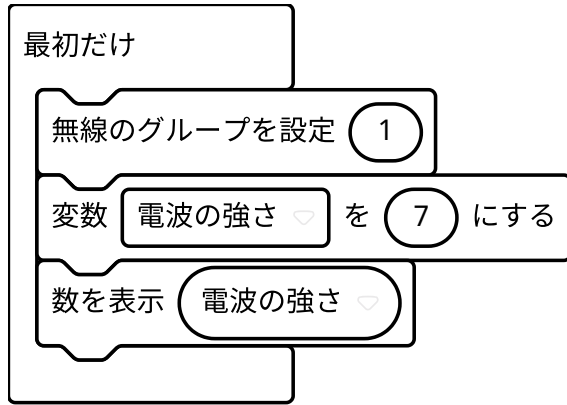 最初だけ
無線のグループを設定 1
変数 電波の強さ を 7 にする
数を表示 電波の強さ